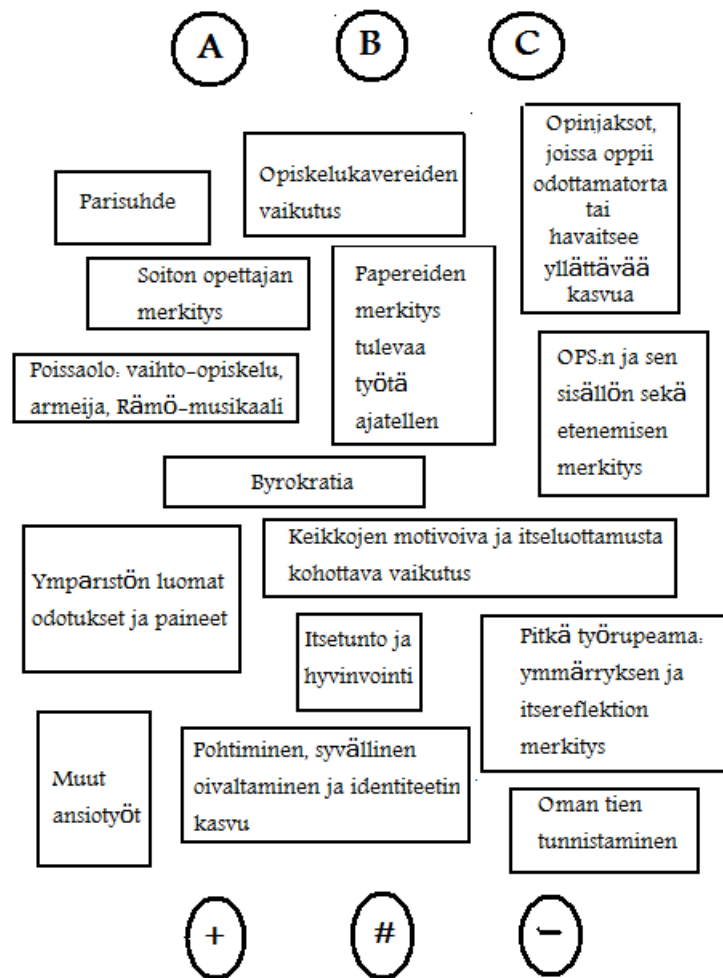 A
B
C
Opinjaksot,
joissa oppii
odottamatorta
tai
havaitsee
yllättävää
kasvua
Opiskelukavereiden
vaikutus
Parisuhde
Soiton opettajan
merkitys
Papereiden
merkitys
tulevaa
työtä
ajatellen
OPS:n ja sen
sisällön sekä
etenemisen
merkitys
Poissaolo: vaihto-opiskelu,
armeija, Rämö-musikaali
Byrokratia
Keikkojen motivoiva ja itseluottamusta
kohottava vaikutus
Ympäristön luomat
odotukset ja paineet
Itsetunto ja
hyvinvointi
Pitkä työrupeama:
ymmärryksen ja
itsereflektion
merkitys
Muut
ansiotyöt
Pohtiminen, syvällinen
oivaltaminen ja identiteetin
kasvu
Oman tien
tunnistaminen
+
#
−